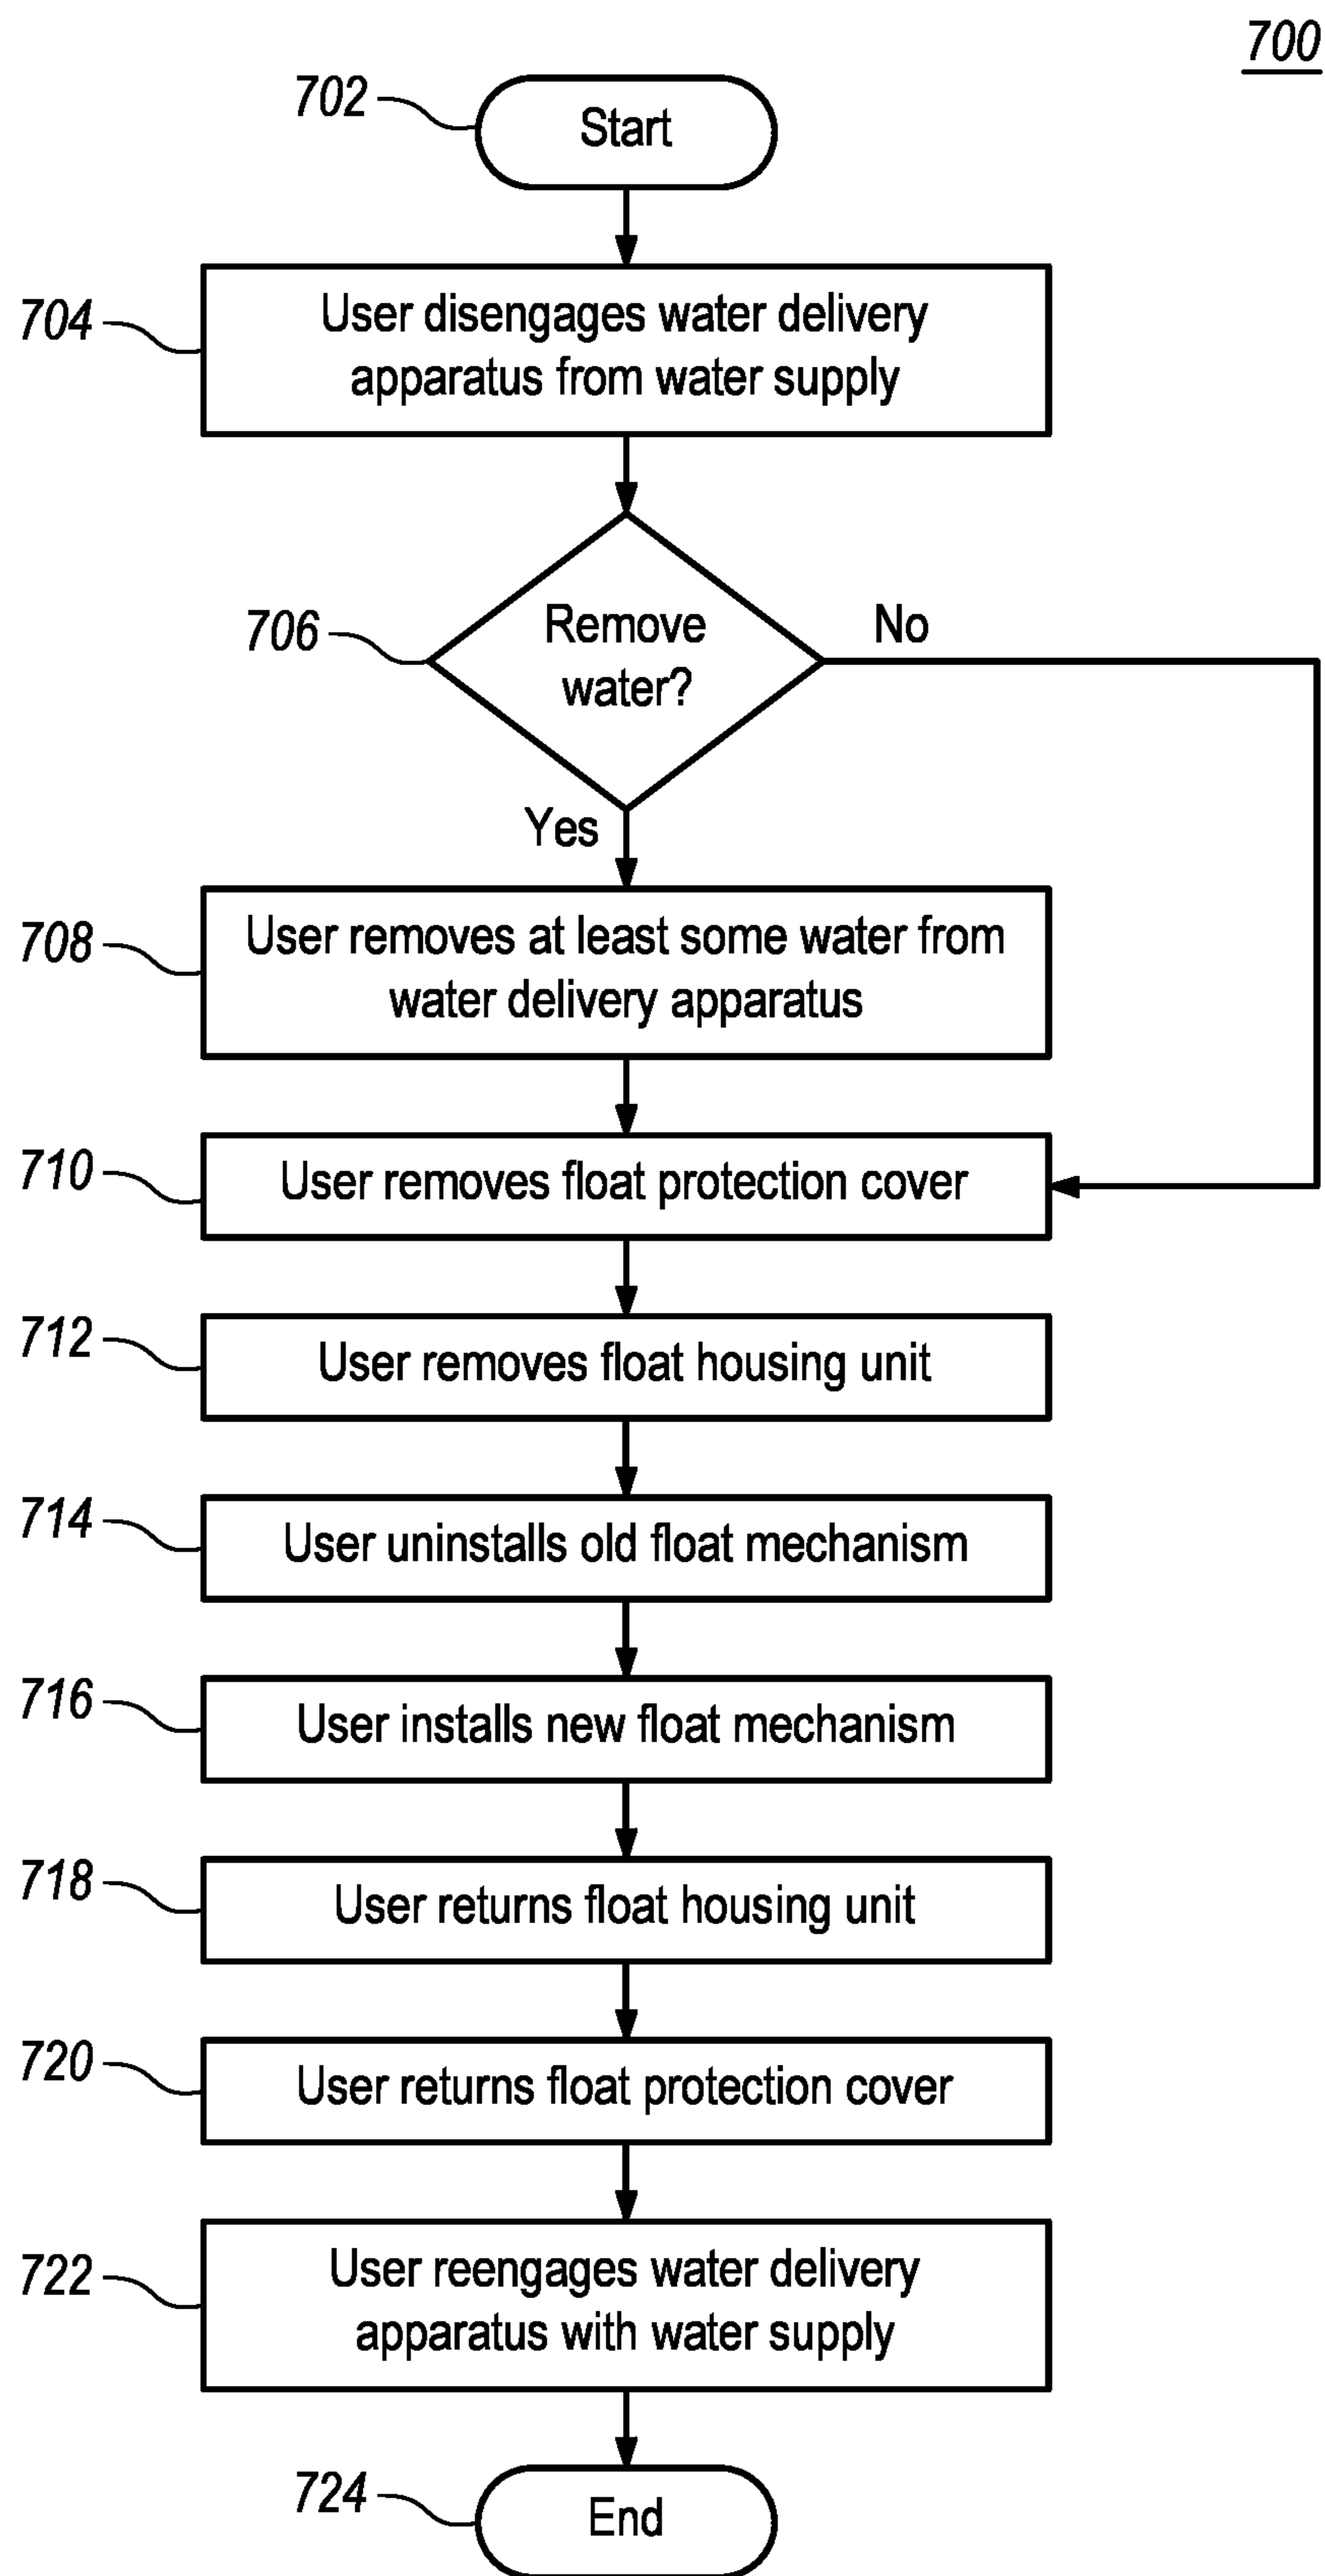 700
702
Start
704
User disengages water delivery
apparatus from water supply
706
Remove
water?
No
Yes
708
User removes at least some water from
water delivery apparatus
710
User removes float protection cover
712
User removes float housing unit
714
User uninstalls old float mechanism
716
User installs new float mechanism
718
User returns float housing unit
720
User returns float protection cover
722
User reengages water delivery
apparatus with water supply
724
End